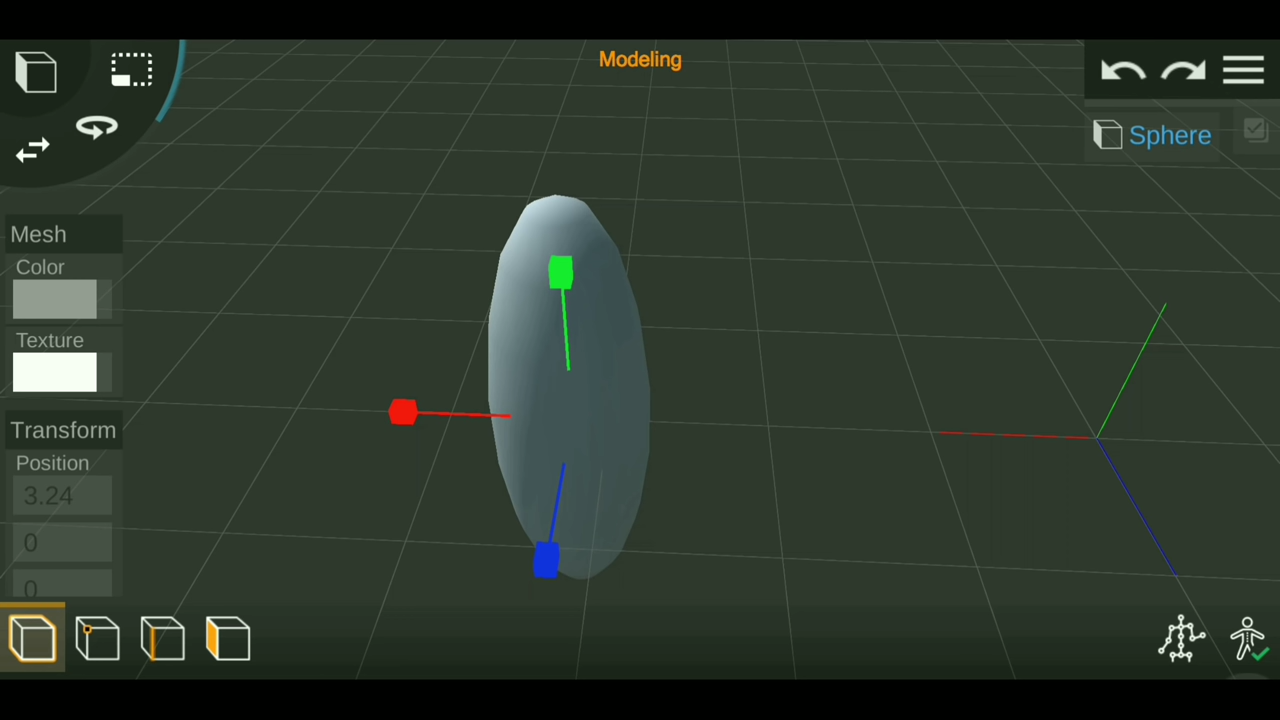 Modeling
Sphere
Mesh
Color
Texture
Transform
Position
3.24
0
0